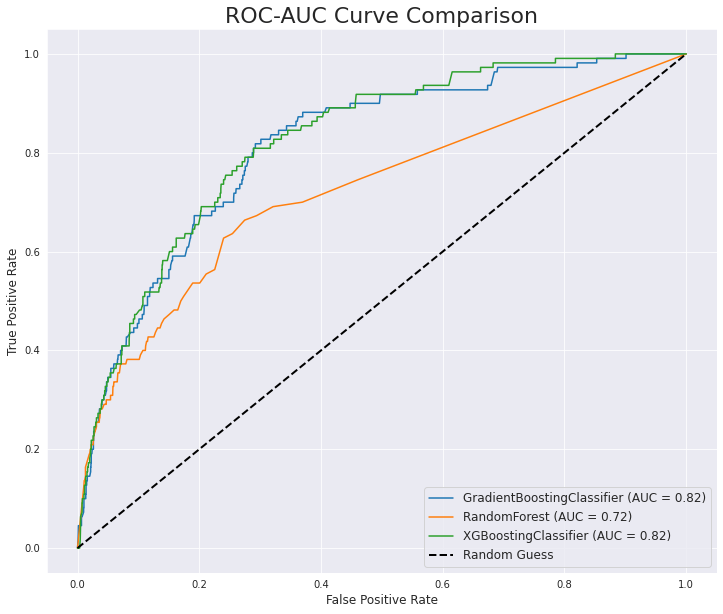 ROC-AUC Curve Comparison
1.0
0.8
0.6
0.4
0.2
0.0
True Positive Rate
GradientBoostingClassifier (AUC = 0.82)
RandomForest (AUC = 0.72)
XGBoostingClassifier (AUC = 0.82)
Random Guess
0.0 0.2 0.4 0.6 0.8 1.0
False Positive Rate